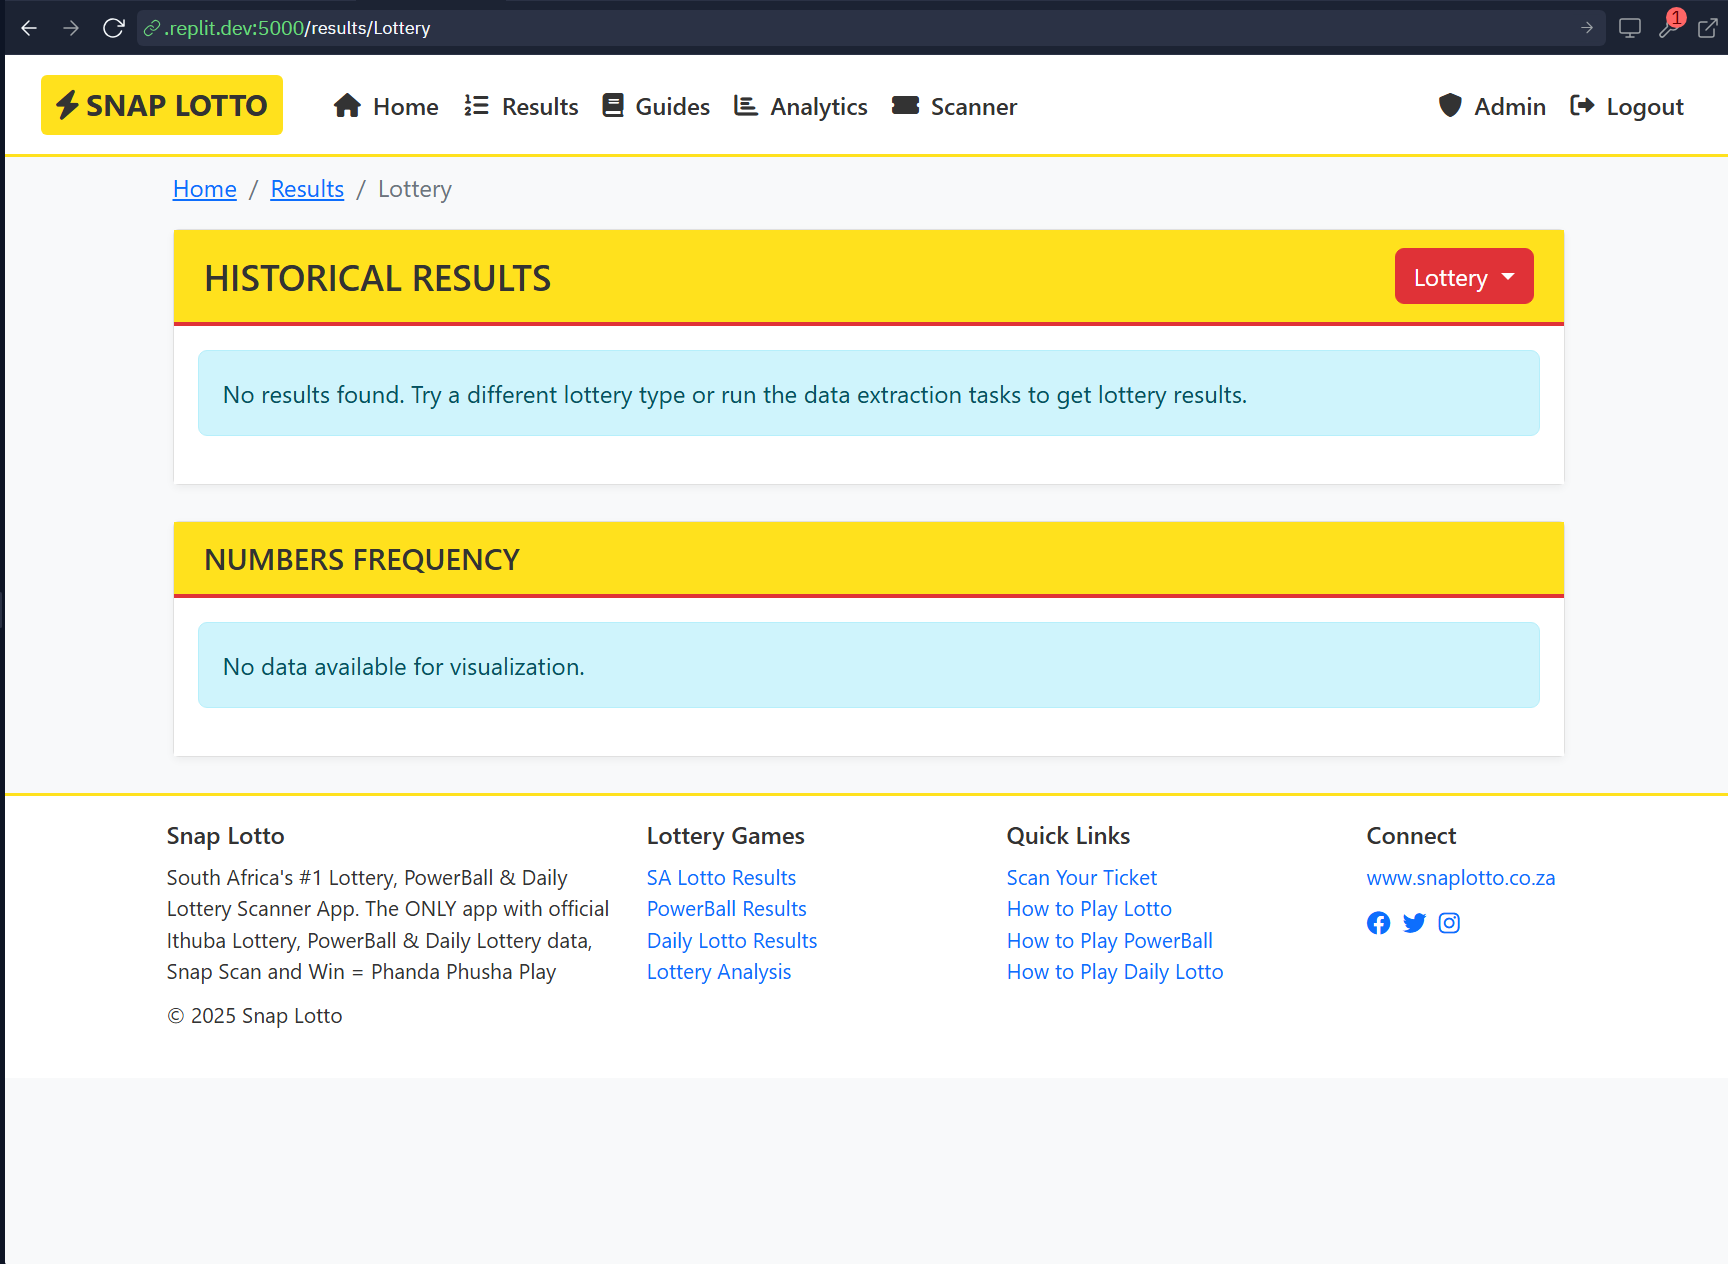 .replit.dev:5000/results/Lottery
1
SNAP LOTTO
Home
Results
Guides
Analytics
Scanner
Admin
Logout
Home / Results / Lottery
HISTORICAL RESULTS
Lottery
No results found. Try a different lottery type or run the data extraction tasks to get lottery results.
NUMBERS FREQUENCY
No data available for visualization.
Snap Lotto
South Africa's #1 Lottery, PowerBall & Daily
Lottery Scanner App. The ONLY app with official
Ithuba Lottery, PowerBall & Daily Lottery data,
Snap Scan and Win = Phanda Phusha Play
© 2025 Snap Lotto
Lottery Games
SA Lotto Results
PowerBall Results
Daily Lotto Results
Lottery Analysis
Quick Links
Scan Your Ticket
How to Play Lotto
How to Play PowerBall
How to Play Daily Lotto
Connect
www.snaplotto.co.za